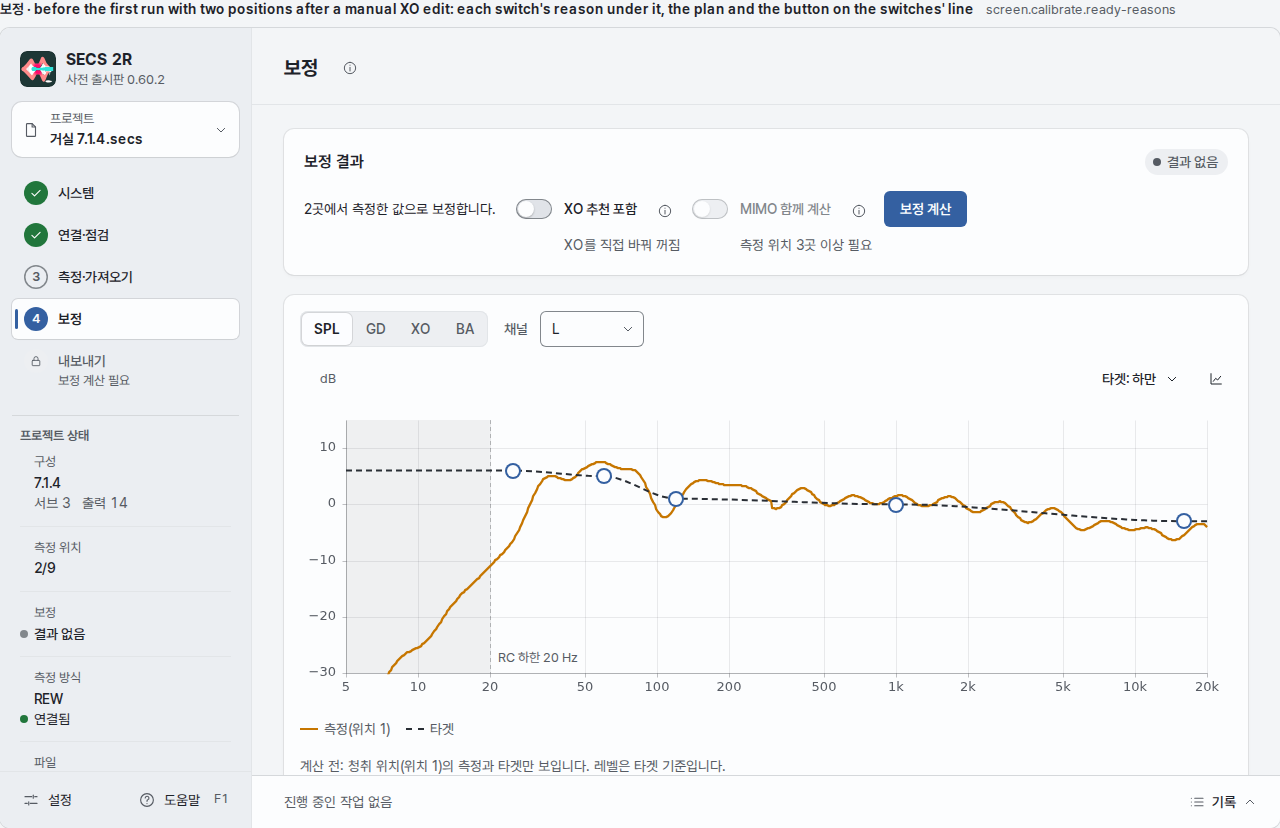 보정 · before the first run with two positions after a manual XO edit: each switch's reason under it, the plan and the button on the switches' line screen.calibrate.ready-reasons
SECS 2R
사전 출시판 0.60.2
프로젝트
거실 7.1.4.secs
시스템
연결·점검
3 측정·가져오기
4 보정
내보내기
보정 계산 필요
프로젝트 상태
구성
7.1.4
서브 3 출력 14
측정 위치
2/9
보정
결과 없음
측정 방식
REW
연결됨
파일
설정 도움말 F1
보정
보정 결과
결과 없음
2곳에서 측정한 값으로 보정합니다.
XO 추천 포함
MIMO 함께 계산
보정 계산
XO를 직접 바꿔 꺼짐
측정 위치 3곳 이상 필요
SPL GD XO BA 채널 L
dB
타겟: 하만
10
0
−10
−20
−30
RC 하한 20 Hz
5 10 20 50 100 200 500 1k 2k 5k 10k 20k
측정(위치 1) 타겟
계산 전: 청취 위치(위치 1)의 측정과 타겟만 보입니다. 레벨은 타겟 기준입니다.
진행 중인 작업 없음
기록